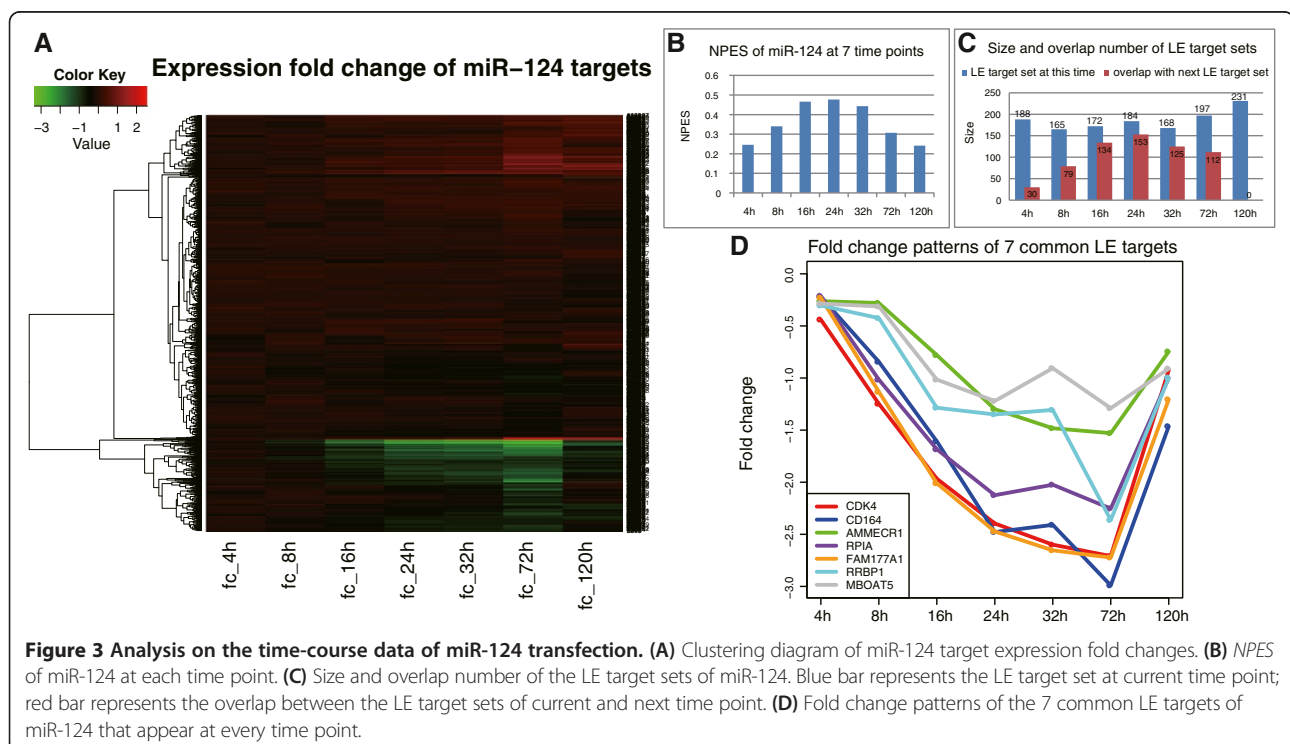 A
Expression fold change of miR−124 targets
Color Key
−3 −1 1 2
Value
fc_4h
fc_8h
fc_16h
fc_24h
fc_32h
fc_72h
fc_120h
B
NPES of miR-124 at 7 time points
NPES
0.6
0.5
0.4
0.3
0.2
0.1
0
4h 8h 16h 24h 32h 72h 120h
C
Size and overlap number of LE target sets
LE target set at this time overlap with next LE target set
Size
250
200
150
100
50
0
188 165 172 184 168 197 231
30 79 134 153 125 112 0
4h 8h 16h 24h 32h 72h 120h
D
Fold change patterns of 7 common LE targets
Fold change
0.0
−0.5
−1.0
−1.5
−2.0
−2.5
−3.0
CDK4
CD164
AMMECR1
RPIA
FAM177A1
RRBP1
MBOAT5
4h 8h 16h 24h 32h 72h 120h
Figure 3 Analysis on the time-course data of miR-124 transfection. (A) Clustering diagram of miR-124 target expression fold changes. (B) NPES
of miR-124 at each time point. (C) Size and overlap number of the LE target sets of miR-124. Blue bar represents the LE target set at current time point;
red bar represents the overlap between the LE target sets of current and next time point. (D) Fold change patterns of the 7 common LE targets of
miR-124 that appear at every time point.